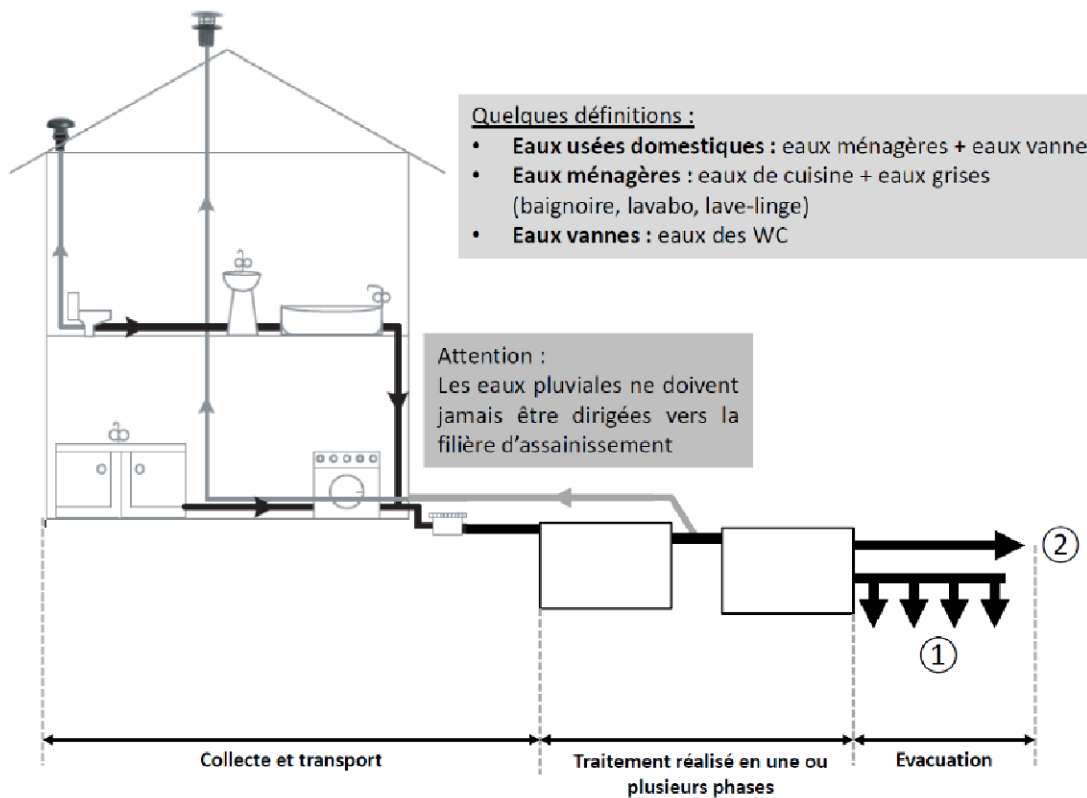 Quelques définitions :
• Eaux usées domestiques : eaux ménagères + eaux vanne
• Eaux ménagères : eaux de cuisine + eaux grises
(baignoire, lavabo, lave-linge)
• Eaux vannes : eaux des WC
Attention :
Les eaux pluviales ne doivent
jamais être dirigées vers la
filière d'assainissement
②
①
Collecte et transport
Traitement réalisé en une ou
plusieurs phases
Evacuation